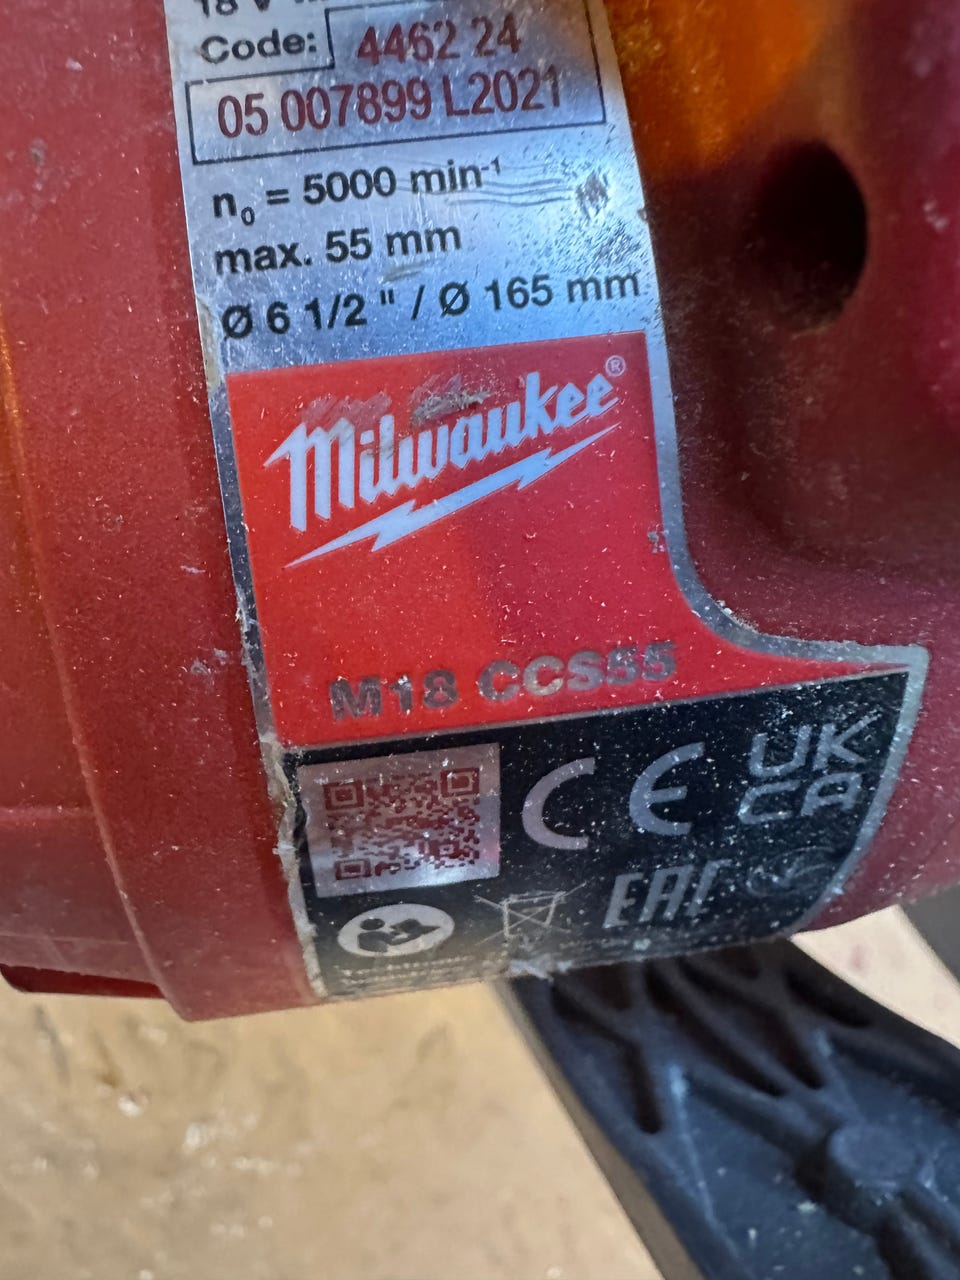 18 V
Code: 4462 24
05 007899 L2021
n₀ = 5000 min⁻¹
max. 55 mm
Ø 6 1/2 " / Ø 165 mm
Milwaukee®
M18 CCS55
CE
UK
CA
EAC